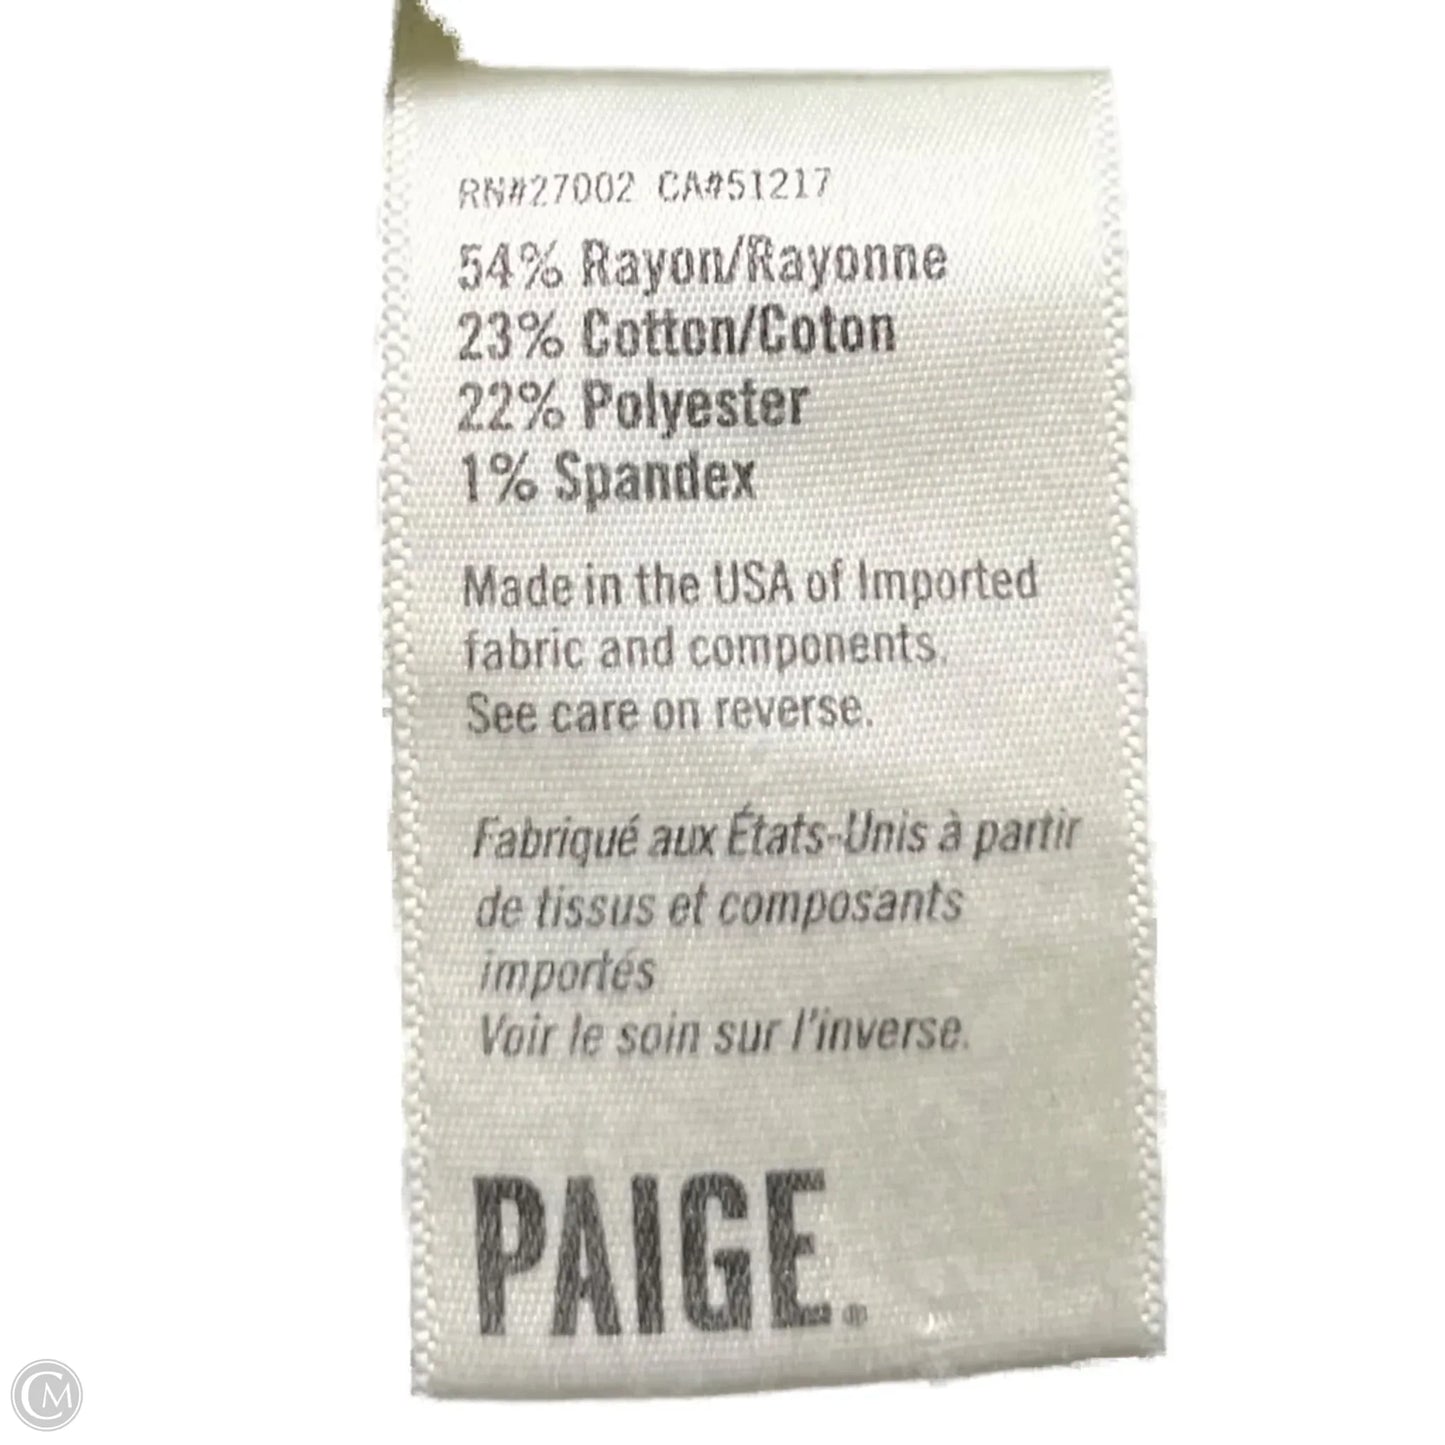 RN#27002 CA#51217
54% Rayon/Rayonne
23% Cotton/Coton
22% Polyester
1% Spandex
Made in the USA of Imported
fabric and components.
See care on reverse.
Fabriqué aux États-Unis à partir
de tissus et composants
importés
Voir le soin sur l'inverse.
PAIGE®
CM